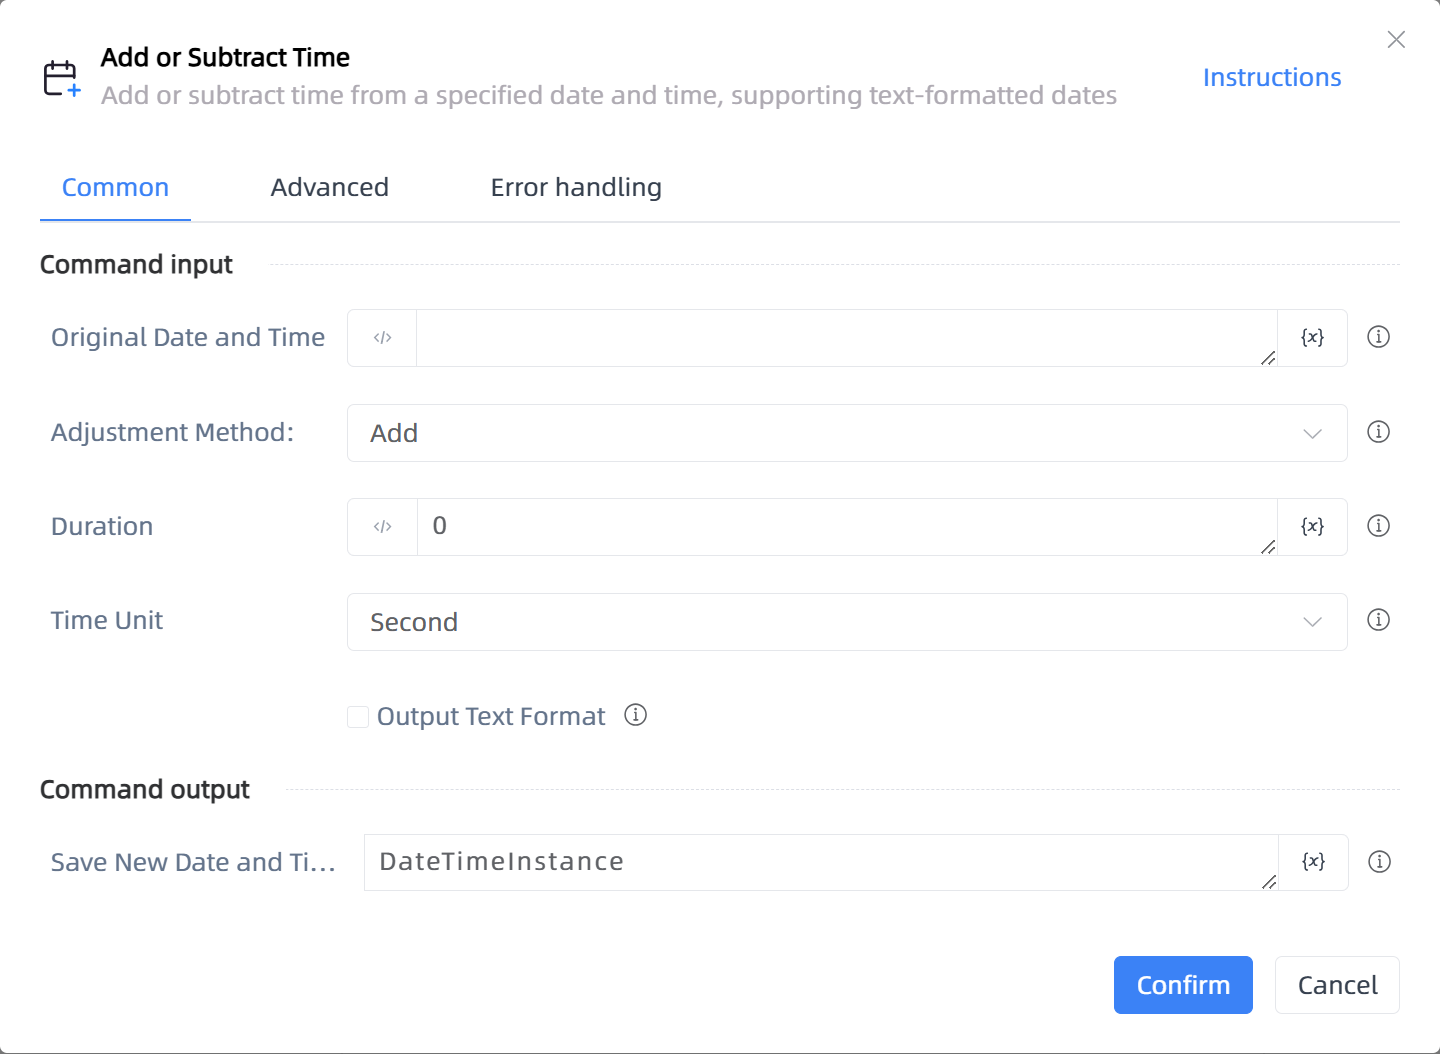 Add or Subtract Time
Add or subtract time from a specified date and time, supporting text-formatted dates
Instructions
Common
Advanced
Error handling
Command input
Original Date and Time
</>
{x}
Adjustment Method:
Add
Duration
</>
0
{x}
Time Unit
Second
Output Text Format
Command output
Save New Date and Ti...
DateTimeInstance
{x}
Confirm
Cancel